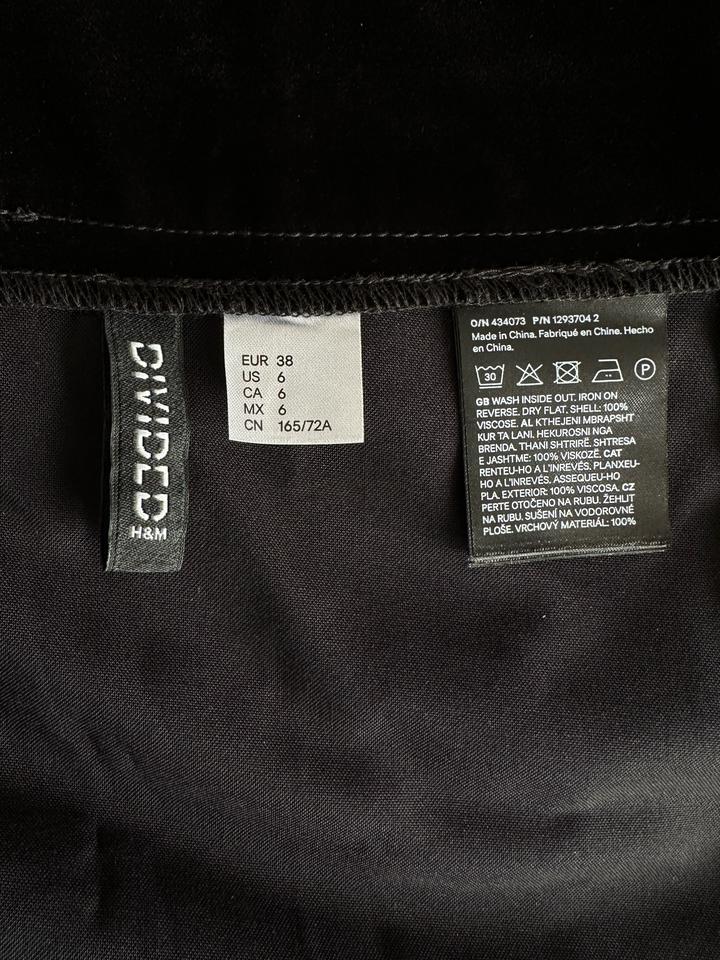 DIVIDED
H&M
EUR 38
US 6
CA 6
MX 6
CN 165/72A
O/N 434073 P/N 1293704 2
Made in China. Fabriqué en Chine. Hecho
en China.
30
P
GB WASH INSIDE OUT. IRON ON
REVERSE. DRY FLAT. SHELL: 100%
VISCOSE. AL KTHEJENI MBRAPSHT
KUR TA LANI. HEKUROSNI NGA
BRENDA. THANI SHTRIRË. SHTRESA
E JASHTME: 100% VISKOZË. CAT
RENTEU-HO A L'INREVÉS. PLANXEU-
HO A L'INREVÉS. ASSEQUEU-HO
PLA. EXTERIOR: 100% VISCOSA. CZ
PERTE OTOČENO NA RUBU. ŽEHLIT
NA RUBU. SUŠENÍ NA VODOROVNÉ
PLOŠE. VRCHOVÝ MATERIÁL: 100%